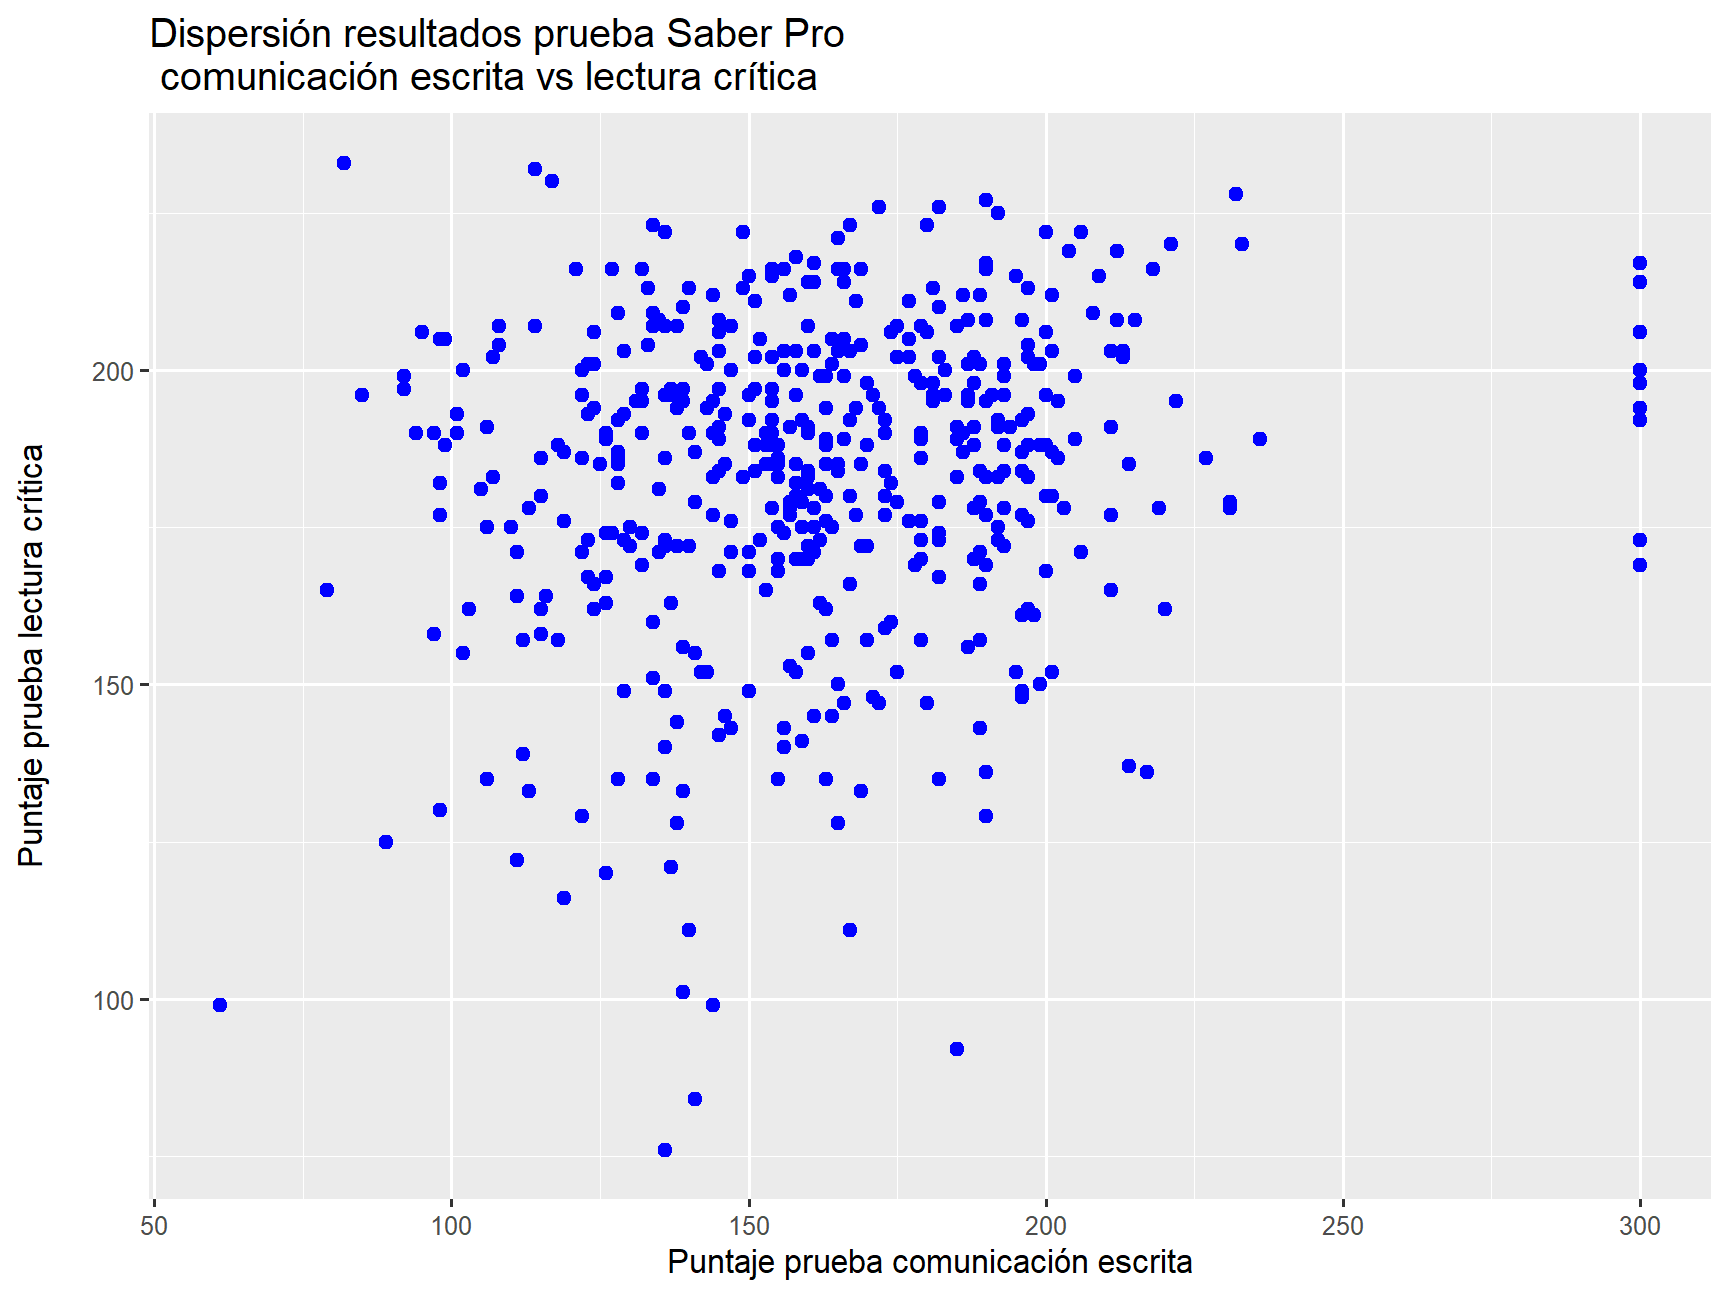 Dispersión resultados prueba Saber Pro
comunicación escrita vs lectura crítica
Puntaje prueba lectura crítica
200
150
100
50
100
150
200
250
300
Puntaje prueba comunicación escrita